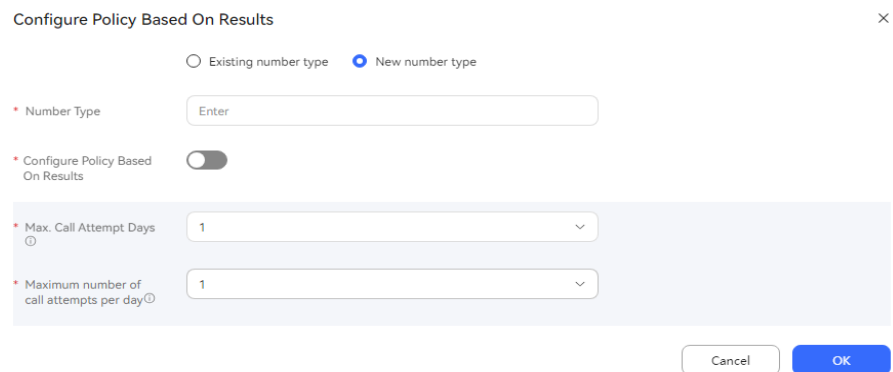 Configure Policy Based On Results
Existing number type
New number type
* Number Type
Enter
* Configure Policy Based
On Results
* Max. Call Attempt Days
1
* Maximum number of
call attempts per day
1
Cancel
OK